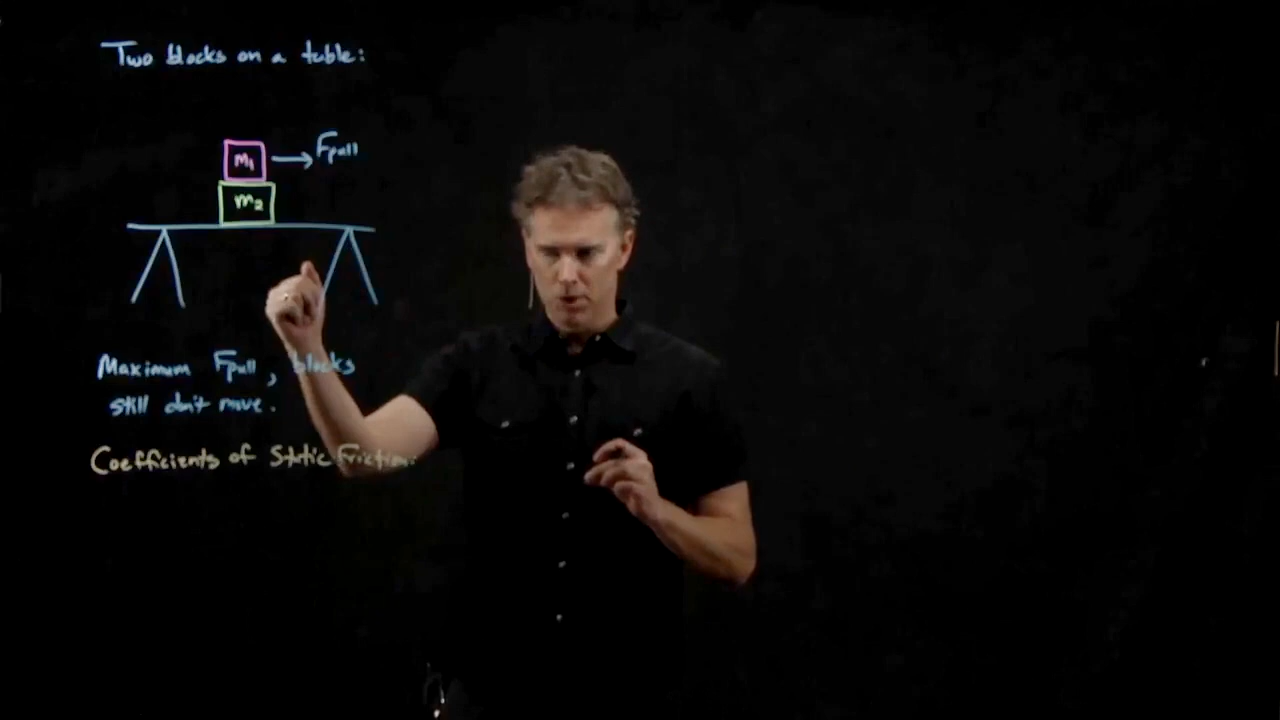 Two blocks on a table:
m1 Fpull
m2
Maximum Fpull, blocks
still don't move.
Coefficients of Static Friction: